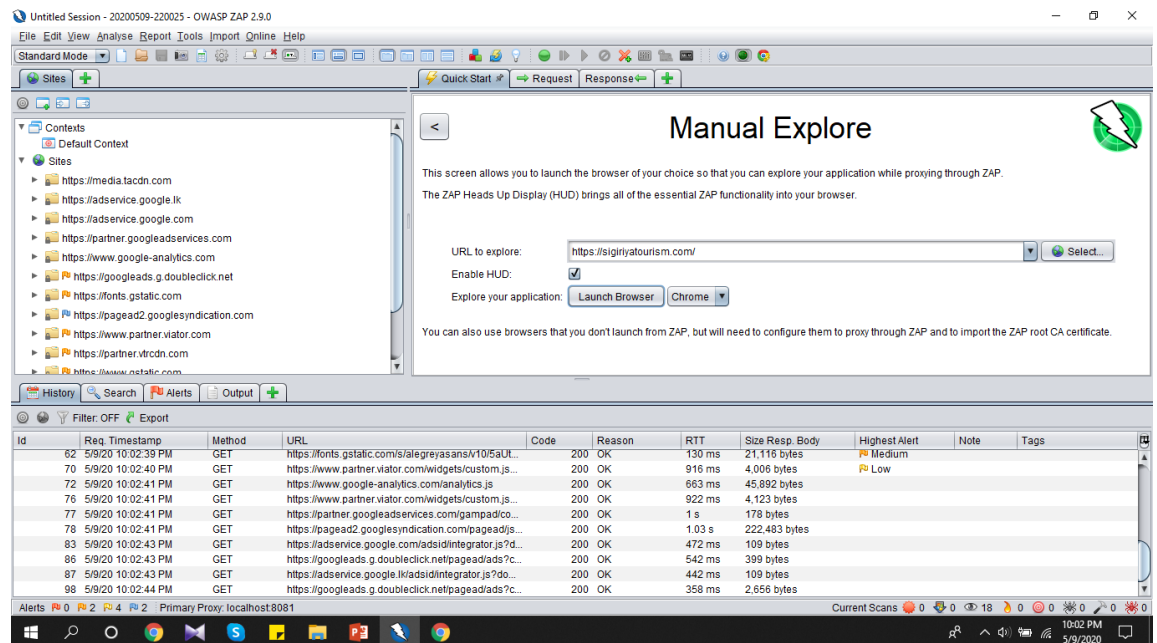 Untitled Session - 20200509-220025 - OWASP ZAP 2.9.0
File Edit View Analyse Report Tools Import Online Help
Standard Mode
Sites
Quick Start Request Response
Contexts
Default Context
Sites
https://media.tacdn.com
https://adservice.google.lk
https://adservice.google.com
https://partner.googleadservices.com
https://www.google-analytics.com
https://googleads.g.doubleclick.net
https://fonts.gstatic.com
https://pagead2.googlesyndication.com
https://www.partner.viator.com
https://partner.vtrcdn.com
https://www.gstatic.com
<
Manual Explore
This screen allows you to launch the browser of your choice so that you can explore your application while proxying through ZAP.
The ZAP Heads Up Display (HUD) brings all of the essential ZAP functionality into your browser.
URL to explore: https://sigiriyatourism.com/ Select...
Enable HUD:
Explore your application: Launch Browser Chrome
You can also use browsers that you don't launch from ZAP, but will need to configure them to proxy through ZAP and to import the ZAP root CA certificate.
History Search Alerts Output
Filter: OFF Export
Id Req. Timestamp Method URL Code Reason RTT Size Resp. Body Highest Alert Note Tags
62 5/9/20 10:02:39 PM GET https://fonts.gstatic.com/s/alegreyasans/v10/5aUt... 200 OK 130 ms 21,116 bytes Medium
70 5/9/20 10:02:40 PM GET https://www.partner.viator.com/widgets/custom.js... 200 OK 916 ms 4,006 bytes Low
72 5/9/20 10:02:41 PM GET https://www.google-analytics.com/analytics.js 200 OK 663 ms 45,892 bytes
76 5/9/20 10:02:41 PM GET https://www.partner.viator.com/widgets/custom.js... 200 OK 922 ms 4,123 bytes
77 5/9/20 10:02:41 PM GET https://partner.googleadservices.com/gampad/co... 200 OK 1 s 178 bytes
78 5/9/20 10:02:41 PM GET https://pagead2.googlesyndication.com/pagead/js... 200 OK 1.03 s 222,483 bytes
83 5/9/20 10:02:43 PM GET https://adservice.google.com/adsid/integrator.js?d... 200 OK 472 ms 109 bytes
86 5/9/20 10:02:43 PM GET https://googleads.g.doubleclick.net/pagead/ads?c... 200 OK 542 ms 399 bytes
87 5/9/20 10:02:43 PM GET https://adservice.google.lk/adsid/integrator.js?do... 200 OK 442 ms 109 bytes
98 5/9/20 10:02:44 PM GET https://googleads.g.doubleclick.net/pagead/ads?c... 200 OK 358 ms 2,656 bytes
Alerts 0 2 4 2 Primary Proxy: localhost:8081 Current Scans 0 0 18 0 0 0 0 0
10:02 PM
5/9/2020